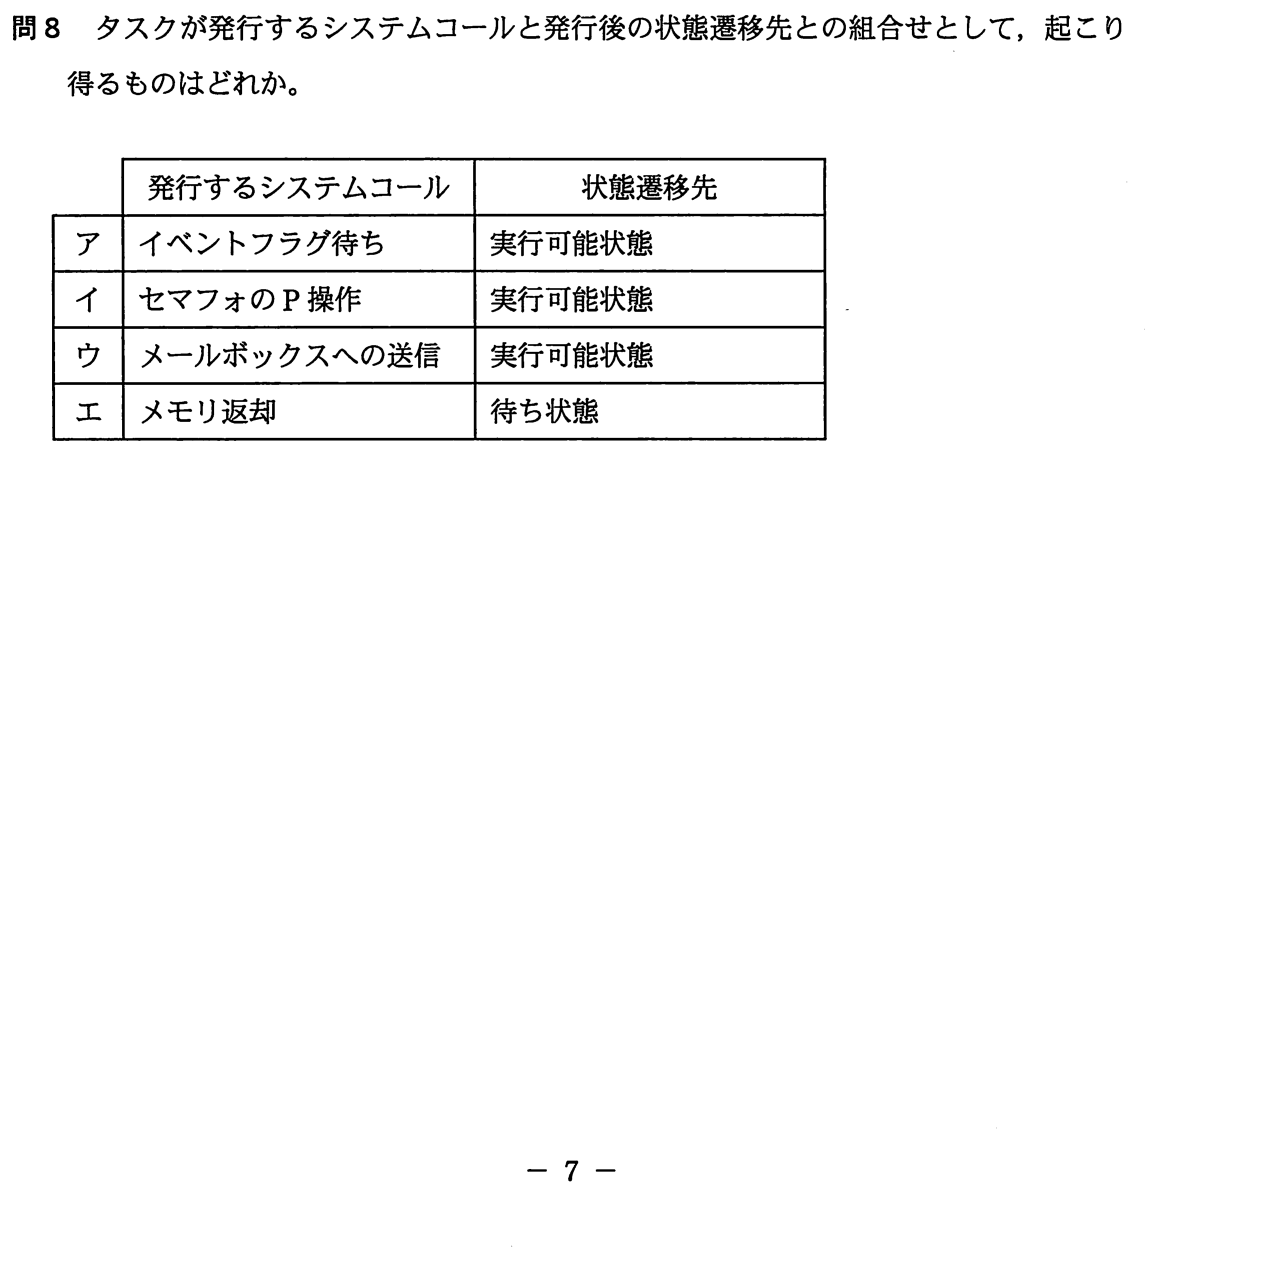 問8 タスクが発行するシステムコールと発行後の状態遷移先との組合せとして，起こり
得るものはどれか。
発行するシステムコール 状態遷移先
ア イベントフラグ待ち 実行可能状態
イ セマフォのP操作 実行可能状態
ウ メールボックスへの送信 実行可能状態
エ メモリ返却 待ち状態
－ 7 －